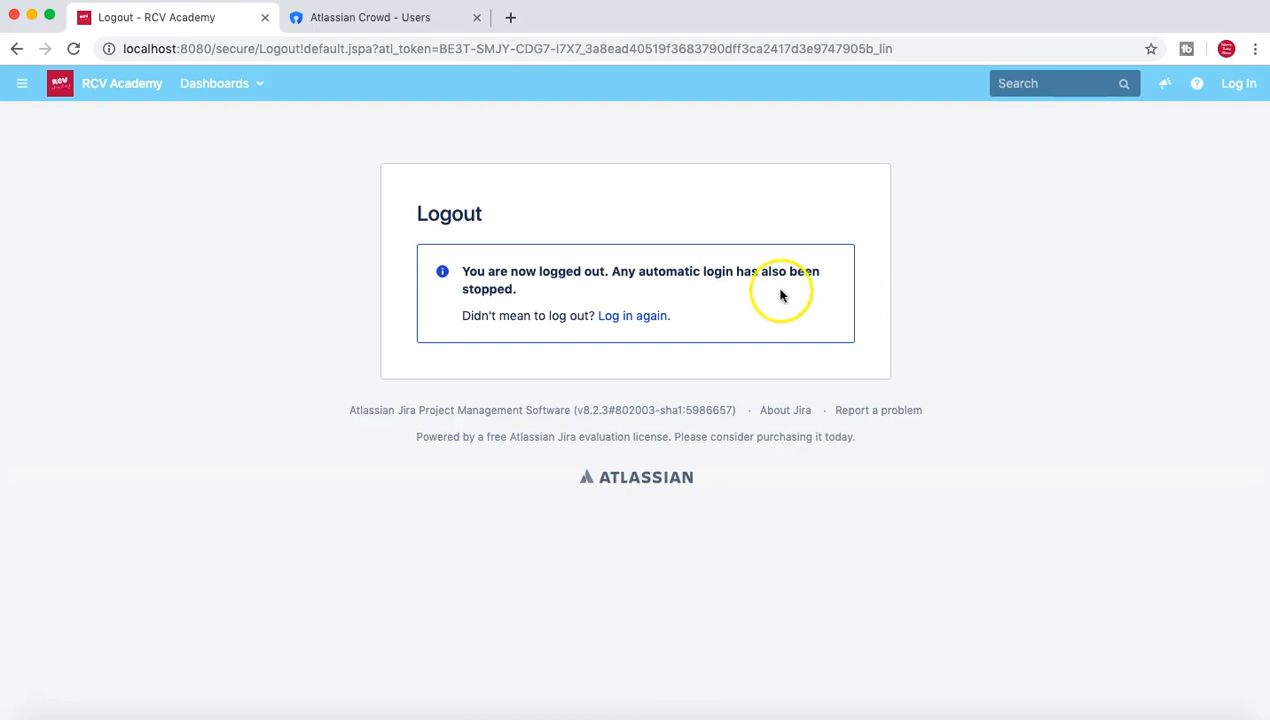 Logout - RCV Academy
Atlassian Crowd - Users
localhost:8080/secure/Logout!default.jspa?atl_token=BE3T-SMJY-CDG7-I7X7_3a8ead40519f3683790dff3ca2417d3e9747905b_lin
RCV Academy
Dashboards
Search
Log In
Logout
You are now logged out. Any automatic login has also been
stopped.
Didn't mean to log out? Log in again.
Atlassian Jira Project Management Software (v8.2.3#802003-sha1:5986657) · About Jira · Report a problem
Powered by a free Atlassian Jira evaluation license. Please consider purchasing it today.
ATLASSIAN